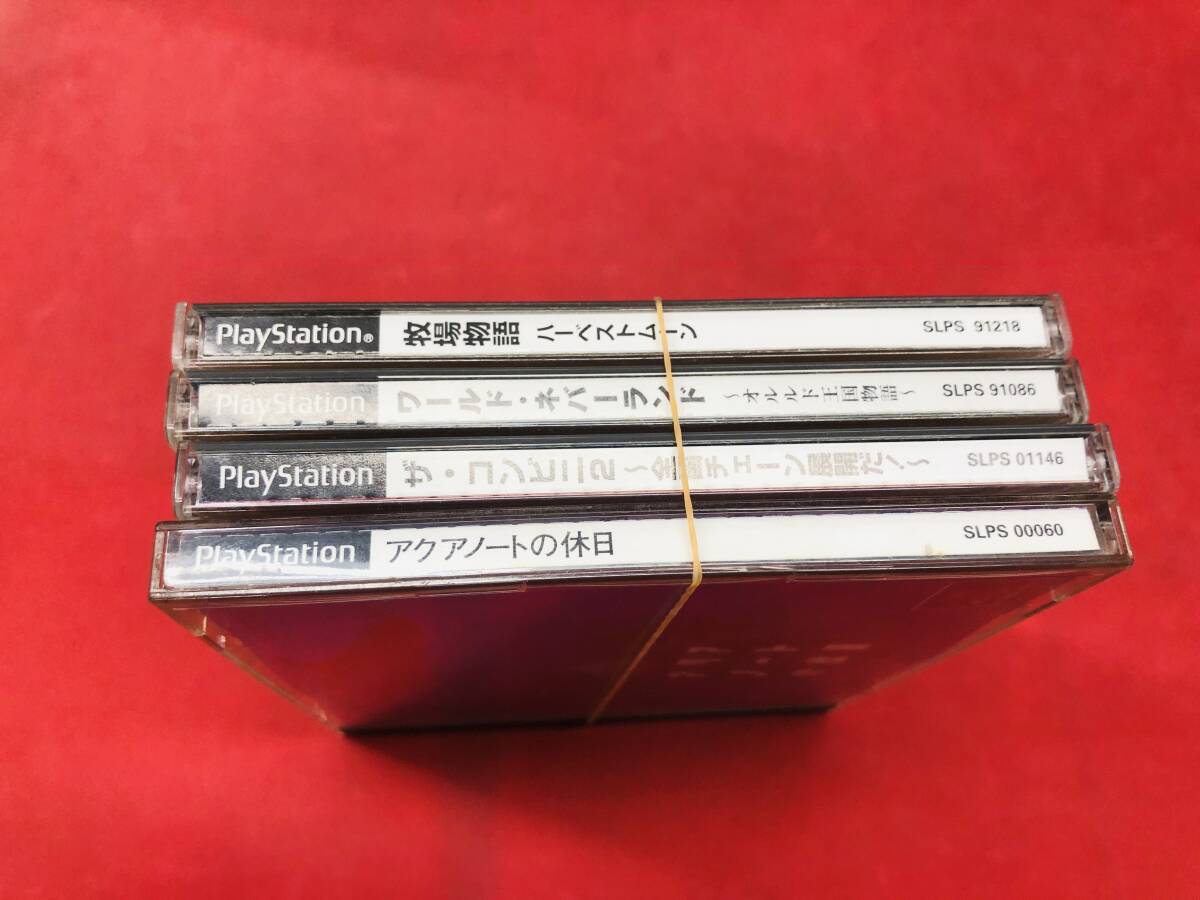 PlayStation® 牧場物語 ハーベストムーン SLPS 91218
PlayStation ワールド・ネバーランド ～オルルド王国物語～ SLPS 91086
PlayStation ザ・コンビニ2 ～全国チェーン展開だ！～ SLPS 01146
PlayStation アクアノートの休日 SLPS 00060